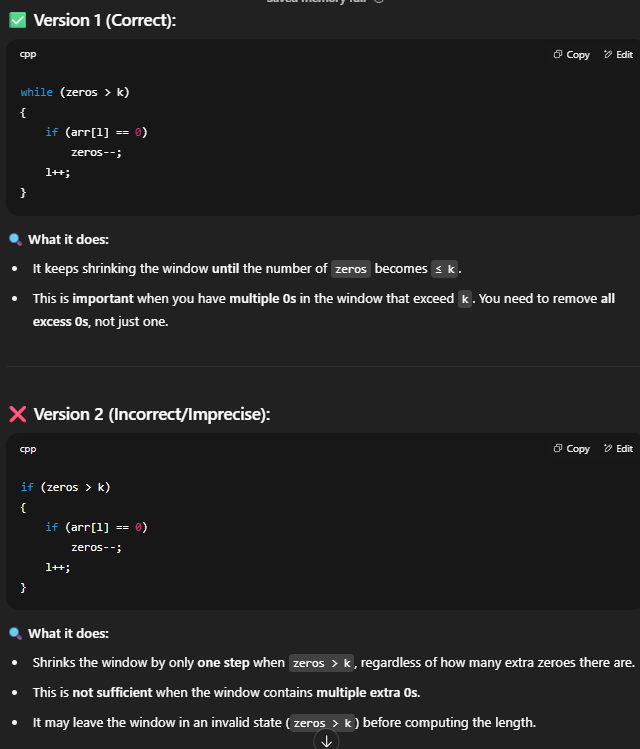 saved memory full
✅ Version 1 (Correct):
cpp Copy Edit
while (zeros > k)
{
if (arr[l] == 0)
zeros--;
l++;
}
🔍 What it does:
• It keeps shrinking the window until the number of zeros becomes ≤ k.
• This is important when you have multiple 0s in the window that exceed k. You need to remove all
excess 0s, not just one.
❌ Version 2 (Incorrect/Imprecise):
cpp Copy Edit
if (zeros > k)
{
if (arr[l] == 0)
zeros--;
l++;
}
🔍 What it does:
• Shrinks the window by only one step when zeros > k, regardless of how many extra zeroes there are.
• This is not sufficient when the window contains multiple extra 0s.
• It may leave the window in an invalid state (zeros > k) before computing the length.